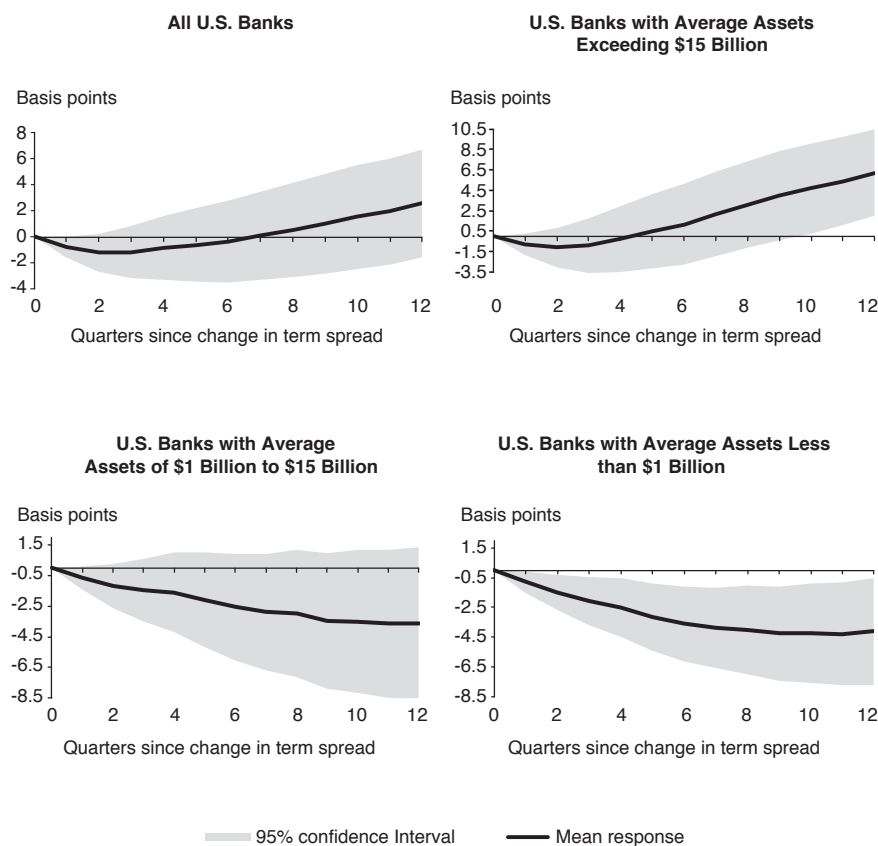 All U.S. Banks
Basis points
8
6
4
2
0
-2
-4
0 2 4 6 8 10 12
Quarters since change in term spread
U.S. Banks with Average Assets
Exceeding $15 Billion
Basis points
10.5
8.5
6.5
4.5
2.5
0.5
-1.5
-3.5
0 2 4 6 8 10 12
Quarters since change in term spread
U.S. Banks with Average
Assets of $1 Billion to $15 Billion
Basis points
1.5
-0.5
-2.5
-4.5
-6.5
-8.5
0 2 4 6 8 10 12
Quarters since change in term spread
U.S. Banks with Average Assets Less
than $1 Billion
Basis points
1.5
-0.5
-2.5
-4.5
-6.5
-8.5
0 2 4 6 8 10 12
Quarters since change in term spread
95% confidence Interval
Mean response